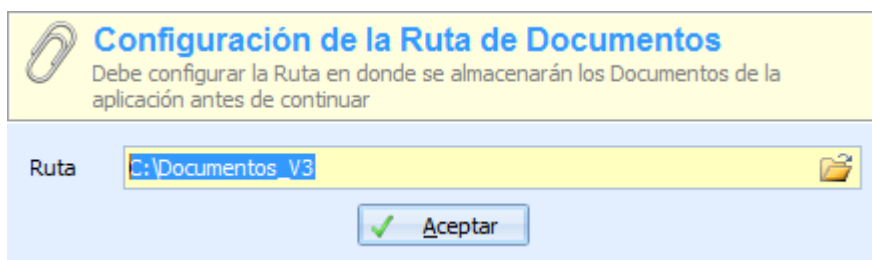 Configuración de la Ruta de Documentos
Debe configurar la Ruta en donde se almacenarán los Documentos de la
aplicación antes de continuar
Ruta C:\Documentos_V3
Aceptar